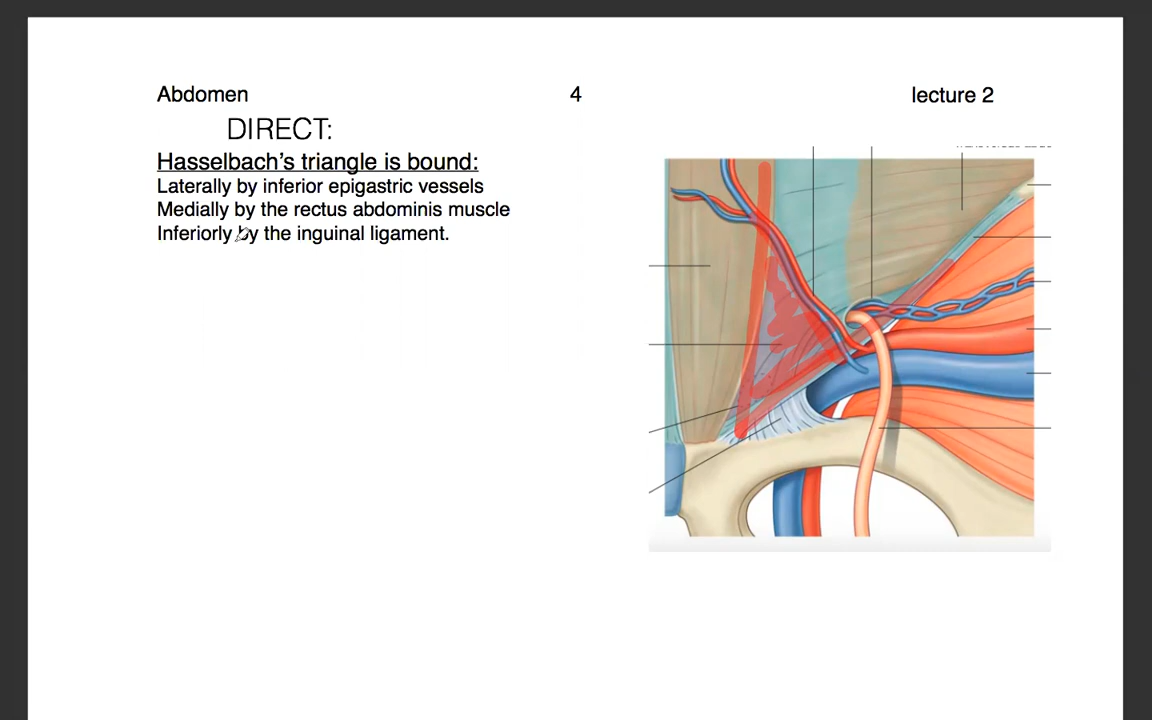 Abdomen 4 lecture 2
DIRECT:
Hasselbach’s triangle is bound:
Laterally by inferior epigastric vessels
Medially by the rectus abdominis muscle
Inferiorly by the inguinal ligament.